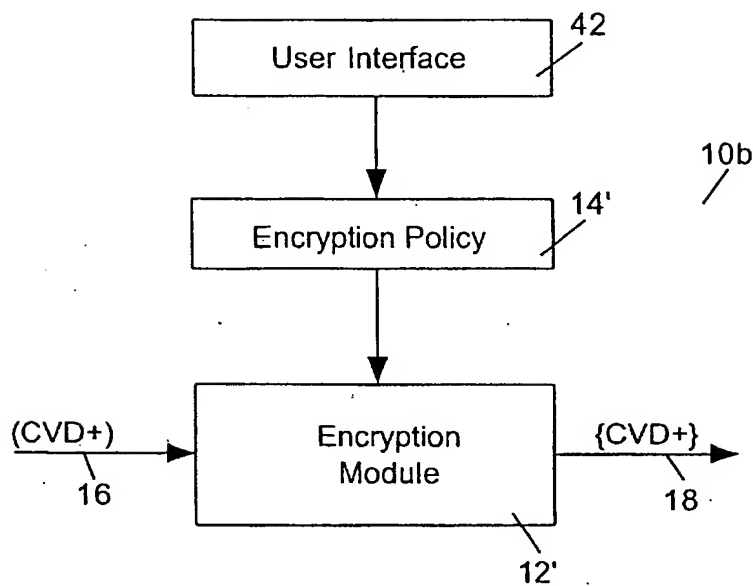 42
User Interface
10b
14'
Encryption Policy
(CVD+)
16
Encryption
Module
{CVD+}
18
12'